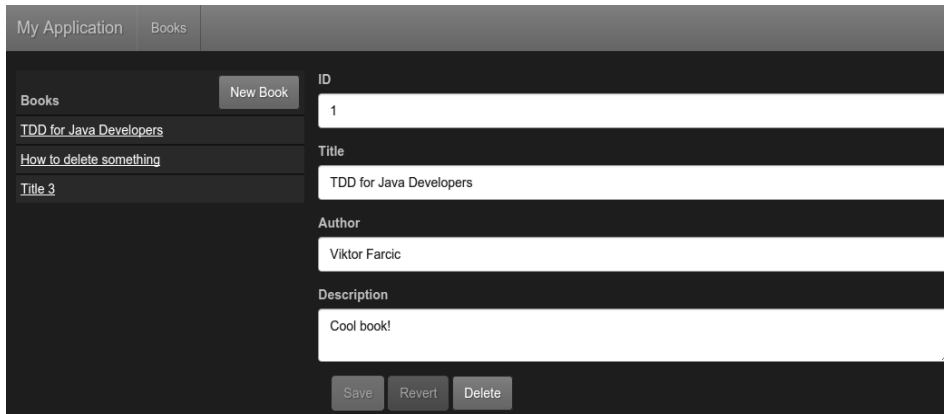 My Application Books
Books New Book
TDD for Java Developers
How to delete something
Title 3
ID
1
Title
TDD for Java Developers
Author
Viktor Farcic
Description
Cool book!
Save Revert Delete